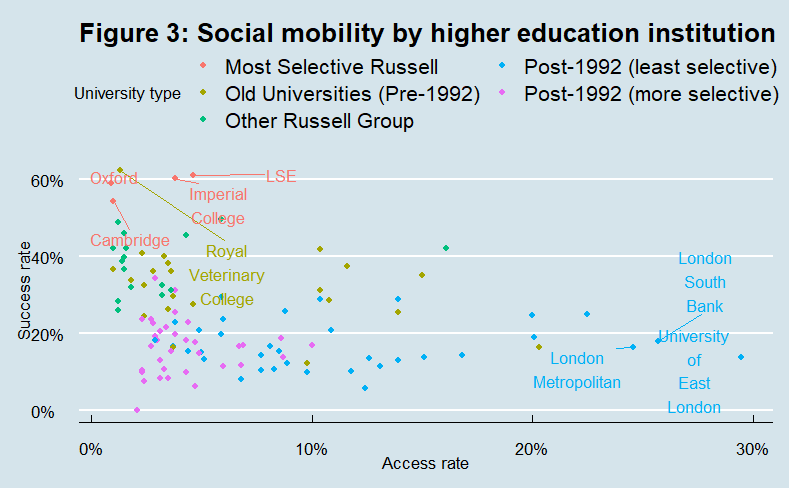 Figure 3: Social mobility by higher education institution
University type
Most Selective Russell
Old Universities (Pre-1992)
Other Russell Group
Post-1992 (least selective)
Post-1992 (more selective)
Success rate
60%
40%
20%
0%
Oxford
LSE
Imperial
College
Cambridge
Royal
Veterinary
College
London
South
Bank
London
Metropolitan
University
of
East
London
0%
10%
20%
30%
Access rate